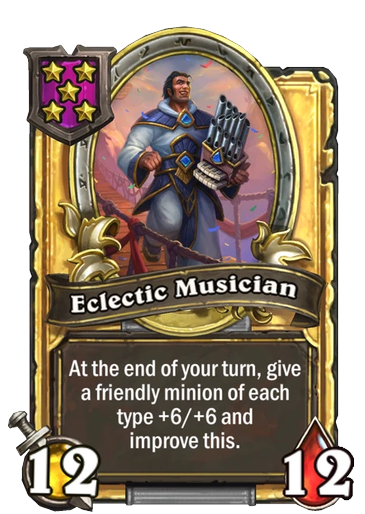 Eclectic Musician
At the end of your turn, give
a friendly minion of each
type +6/+6 and
improve this.
12
12